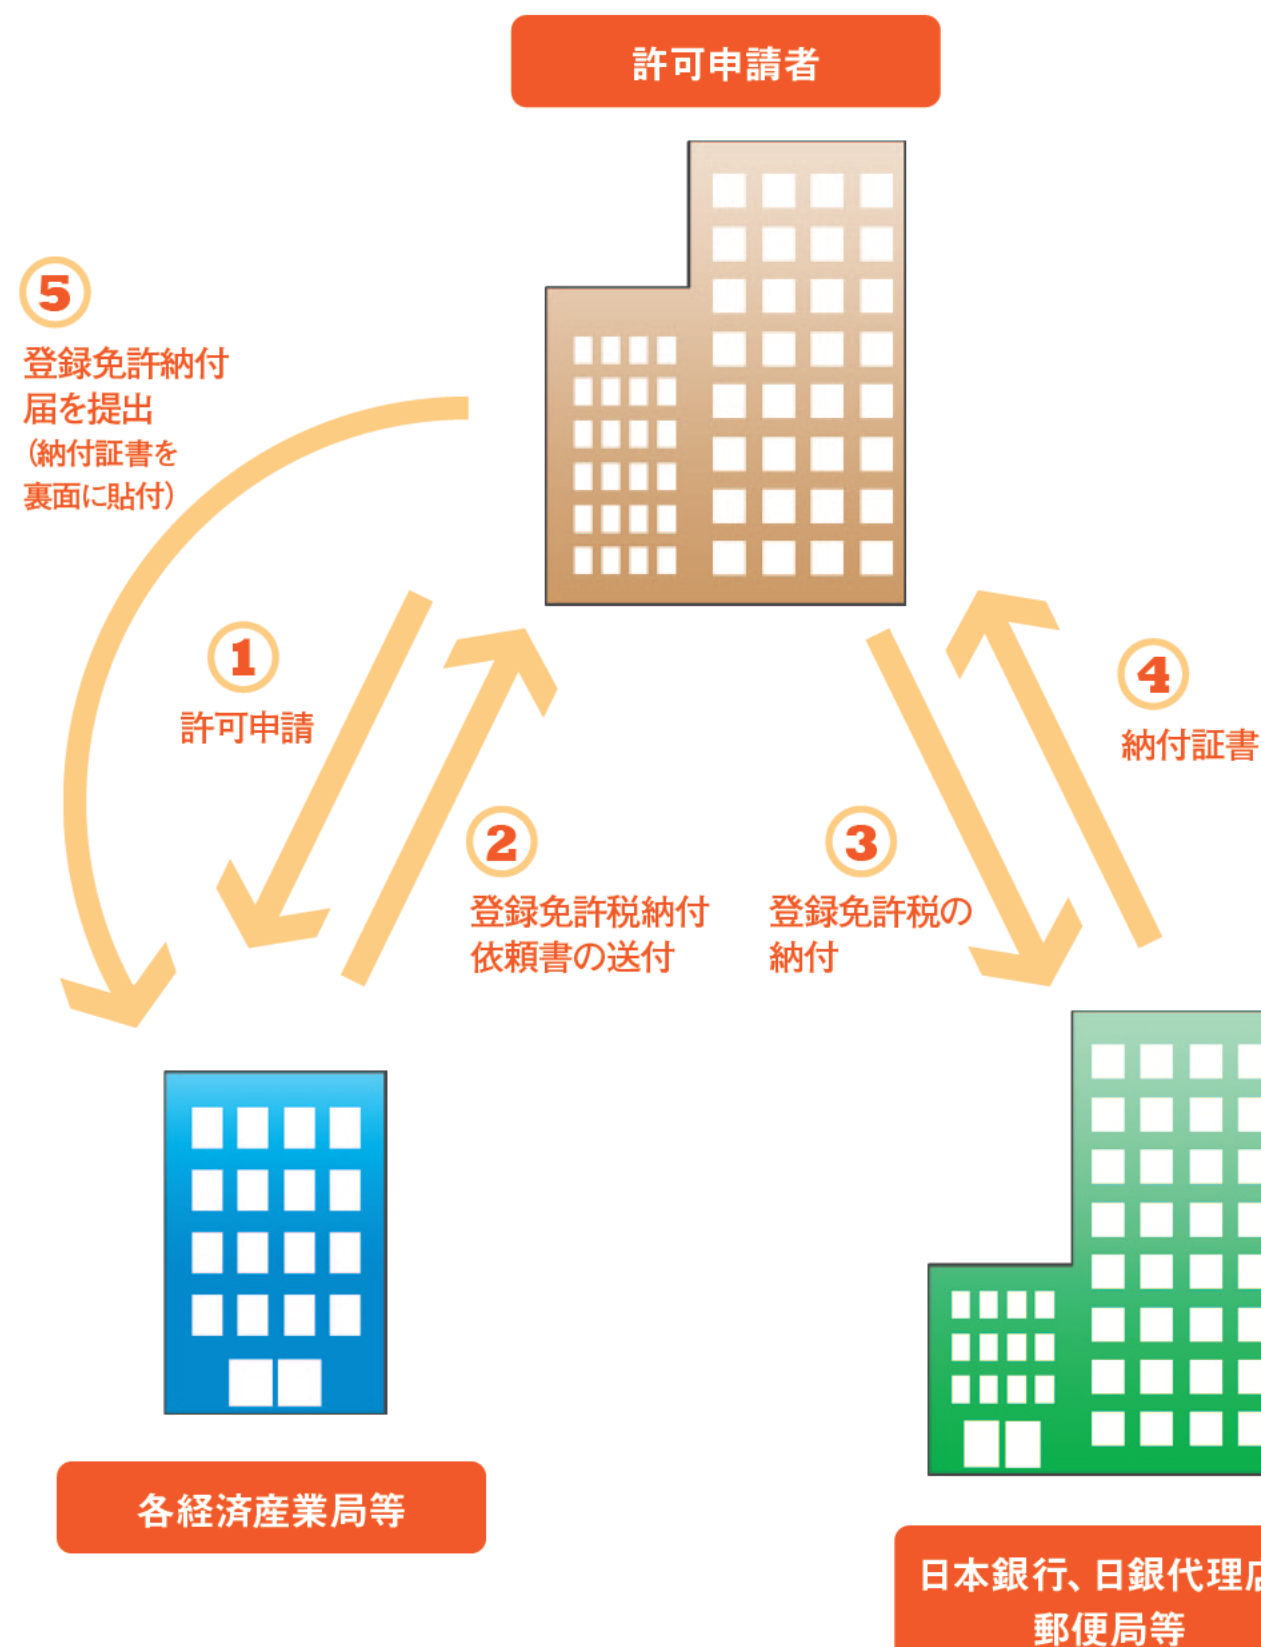 許可申請者
⑤
登録免許納付
届を提出
(納付証書を
裏面に貼付)
①
許可申請
②
登録免許税納付
依頼書の送付
③
登録免許税の
納付
④
納付証書
各経済産業局等
日本銀行、日銀代理店
郵便局等